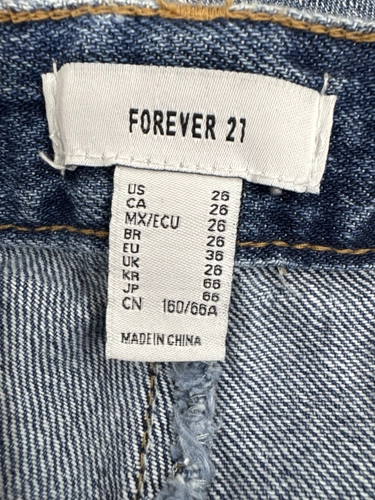 FOREVER 21
US 26
CA 26
MX/ECU 26
BR 26
EU 36
UK 26
KR 66
JP 66
CN 160/66A
MADE IN CHINA